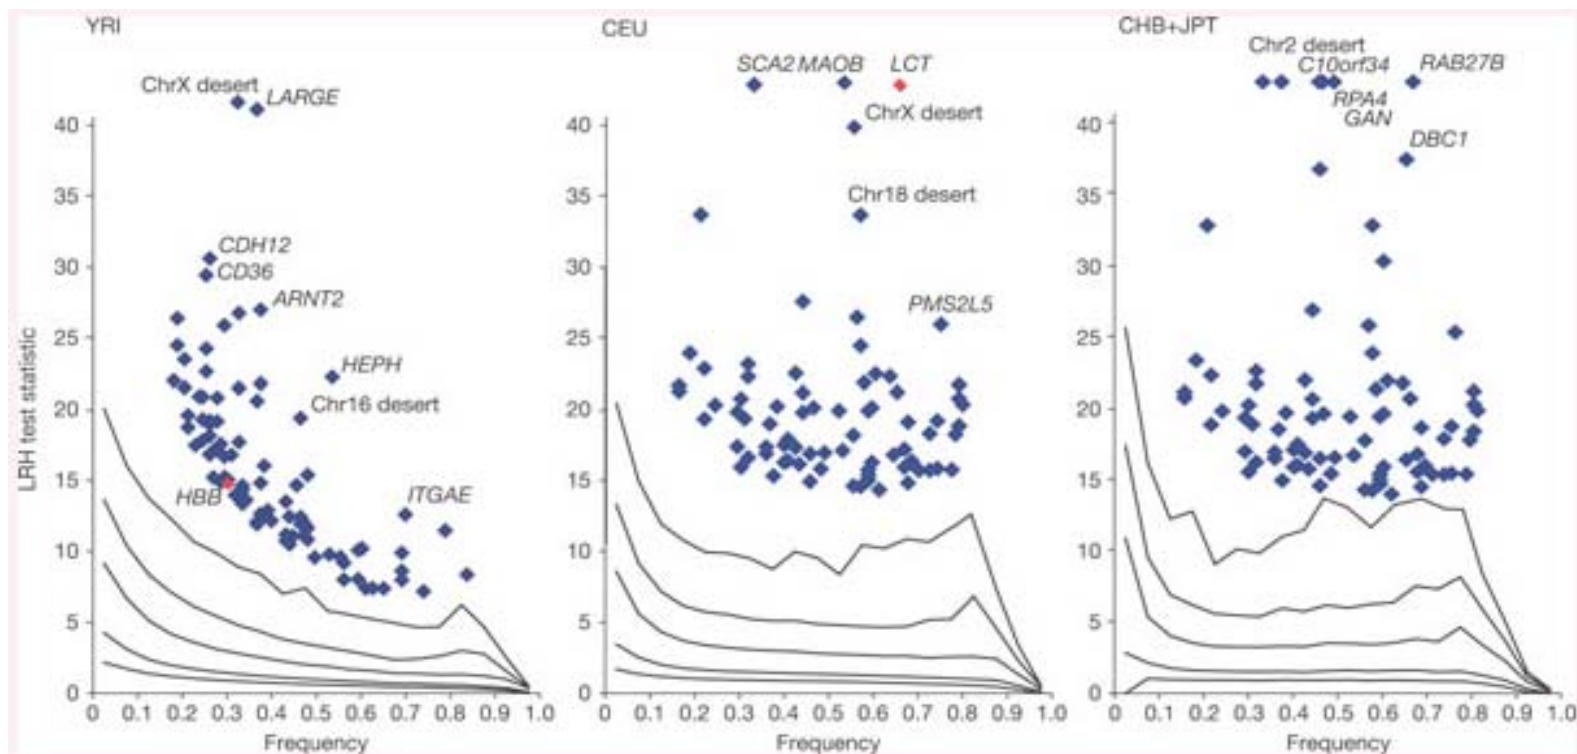 YRI
ChrX desert
LARGE
CDH12
CD36
ARNT2
HEPH
Chr16 desert
HBB
ITGAE
LRH test statistic
40
35
30
25
20
15
10
5
0
0 0.1 0.2 0.3 0.4 0.5 0.6 0.7 0.8 0.9 1.0
Frequency
CEU
SCA2 MAOB LCT
ChrX desert
Chr18 desert
PMS2L5
40
35
30
25
20
15
10
5
0
0 0.1 0.2 0.3 0.4 0.5 0.6 0.7 0.8 0.9 1.0
Frequency
CHB+JPT
Chr2 desert
C10orf34 RAB27B
RPA4
GAN
DBC1
40
35
30
25
20
15
10
5
0
0.1 0.2 0.3 0.4 0.5 0.6 0.7 0.8 0.9 1.0
Frequency